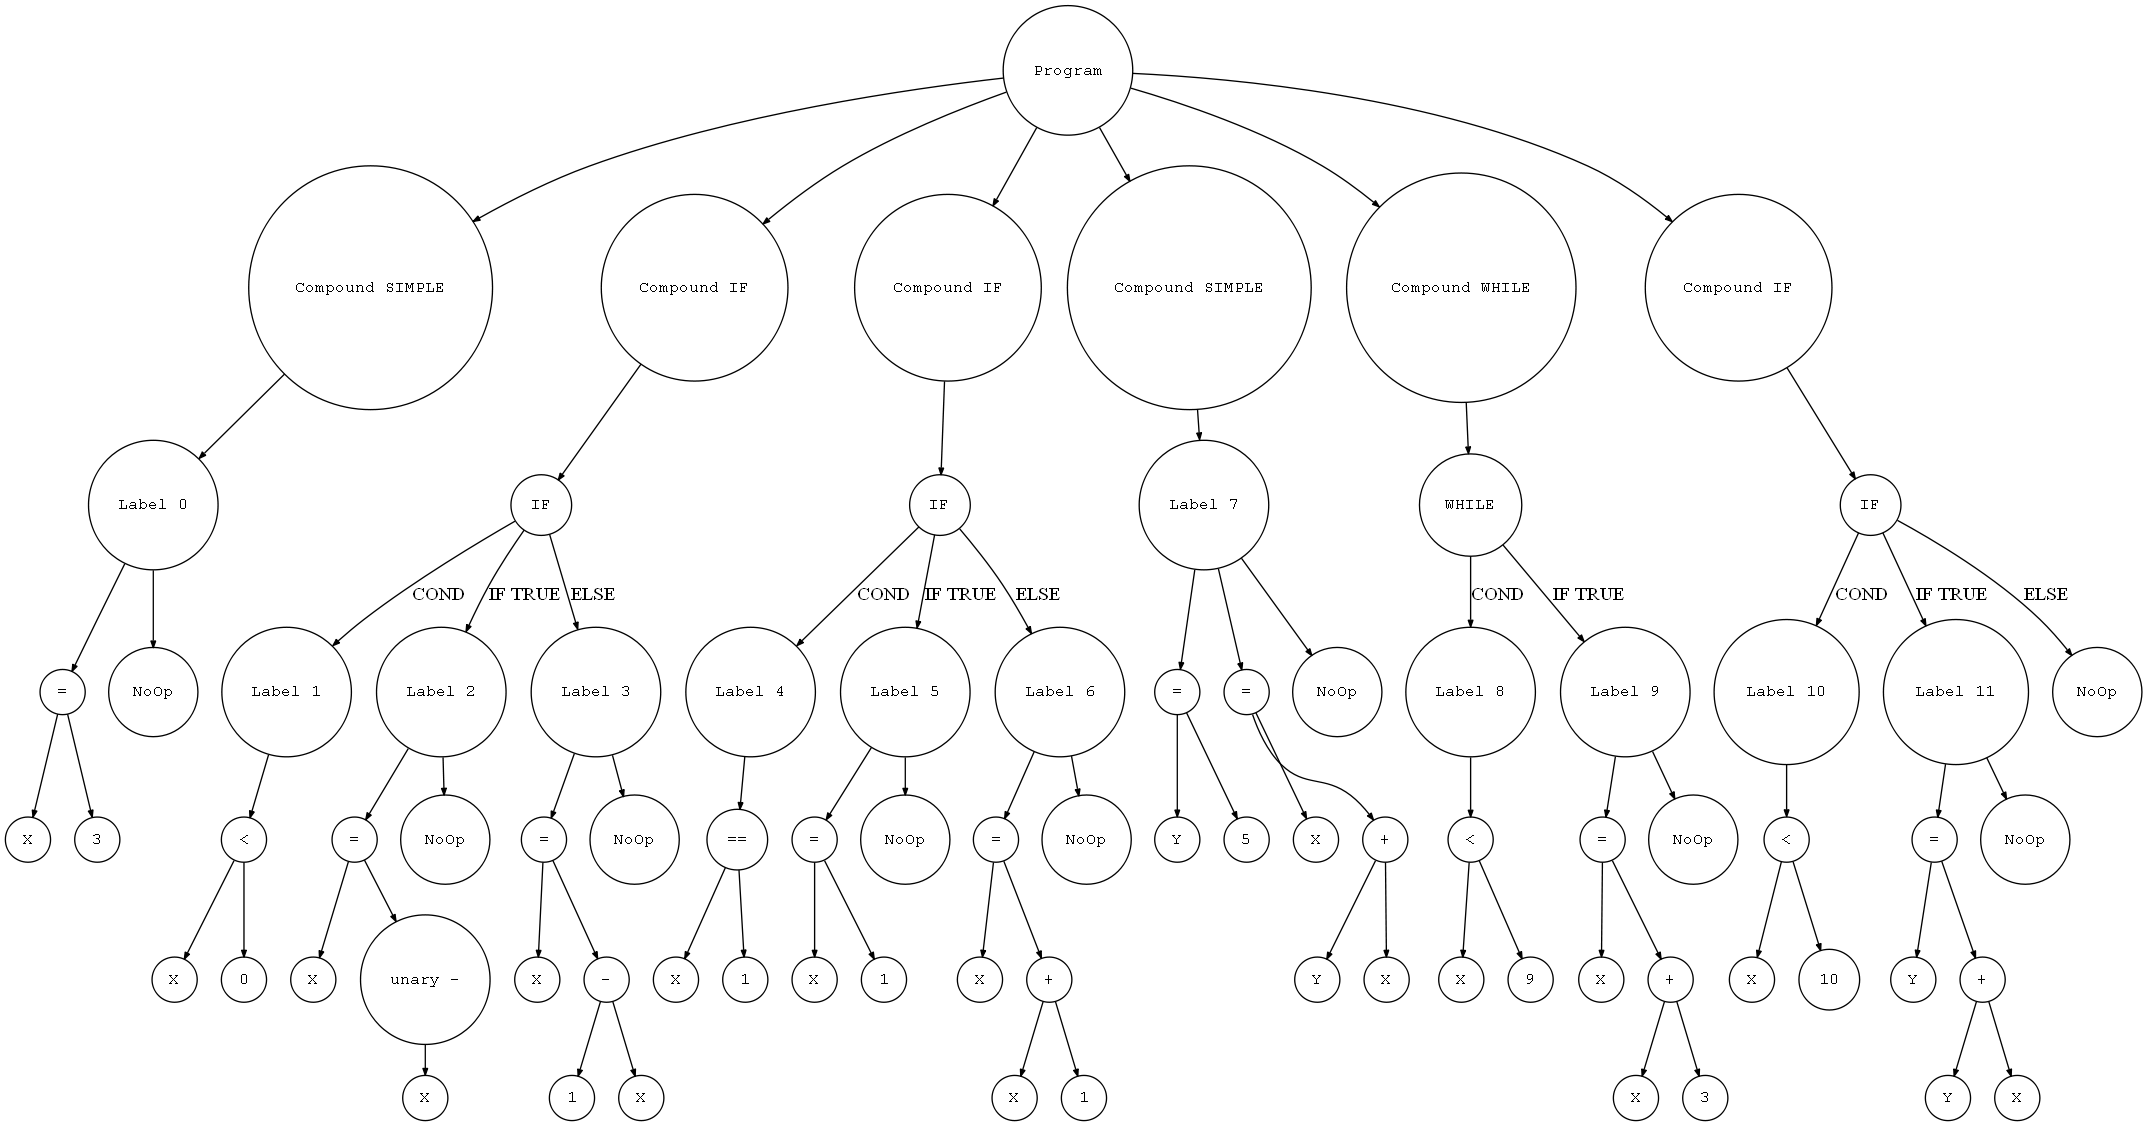 Program
Compound SIMPLE
Compound IF
Compound IF
Compound SIMPLE
Compound WHILE
Compound IF
Label 0
IF
IF
Label 7
WHILE
IF
COND
IF TRUE
ELSE
COND
IF TRUE
ELSE
COND
IF TRUE
COND
IF TRUE
ELSE
=
NoOp
Label 1
Label 2
Label 3
Label 4
Label 5
Label 6
=
=
NoOp
Label 8
Label 9
Label 10
Label 11
NoOp
X
3
<
=
NoOp
=
NoOp
==
=
NoOp
=
NoOp
Y
5
X
+
<
=
NoOp
<
=
NoOp
X
0
X
unary -
X
-
X
1
X
1
X
+
Y
X
X
9
X
+
X
10
Y
+
X
1
X
X
1
X
3
Y
X